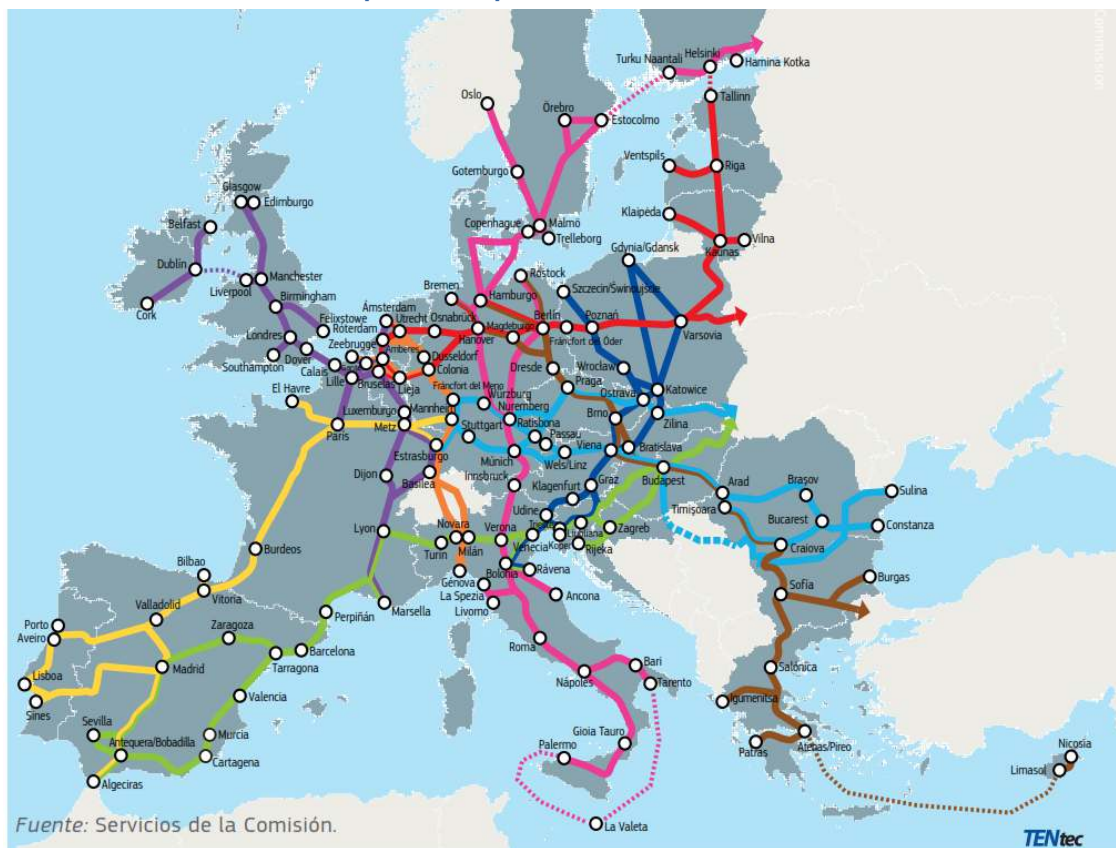 Commission
Helsinki
Turku Naantali
Hamina Kotka
Oslo
Örebro
Estocolmo
Tallinn
Ventspils
Riga
Gotemburgo
Klaipėda
Glasgow
Edimburgo
Copenhague
Malmö
Trelleborg
Kaunas
Vilna
Belfast
Gdynia/Gdansk
Dublín
Rostock
Szczecin/Świnoujście
Manchester
Liverpool
Bremen
Hamburgo
Cork
Birmingham
Ámsterdam
Felixstowe
Utrecht
Osnabruck
Magdeburgo
Berlín
Poznań
Varsovia
Roterdam
Hanover
Fráncfort del Óder
Londres
Zeebrugge
Amberes
Dusseldorf
Southampton
Dover
Calais
Colonia
Dresde
Wrocław
Lille
Bruselas
Lieja
Praga
Katowice
El Havre
Fráncfort del Meno
Wurzburg
Ostrava
Luxemburgo
Mannheim
Nuremberg
Brno
Zilina
París
Metz
Stuttgart
Ratisbona
Passau
Viena
Bratislava
Estrasburgo
Múnich
Wels/Linz
Dijon
Basilea
Innsbruck
Graz
Budapest
Arad
Brașov
Sulina
Klagenfurt
Timișoara
Udine
Bucarest
Constanza
Lyon
Novara
Verona
Trieste
Liubliana
Zagreb
Turín
Milán
Venecia
Koper
Rijeka
Craiova
Burdeos
Bilbao
Génova
Bolonia
Rávena
Sofía
Burgas
Vitoria
La Spezia
Ancona
Valladolid
Marsella
Livorno
Porto
Perpiñán
Aveiro
Zaragoza
Roma
Barcelona
Madrid
Tarragona
Bari
Salónica
Lisboa
Nápoles
Tarento
Sines
Valencia
Igumenitsa
Sevilla
Murcia
Gioia Tauro
Antequera/Bobadilla
Palermo
Patras
Atenas/Pireo
Nicosia
Cartagena
Limasol
Algeciras
La Valeta
Fuente: Servicios de la Comisión.
TENtec